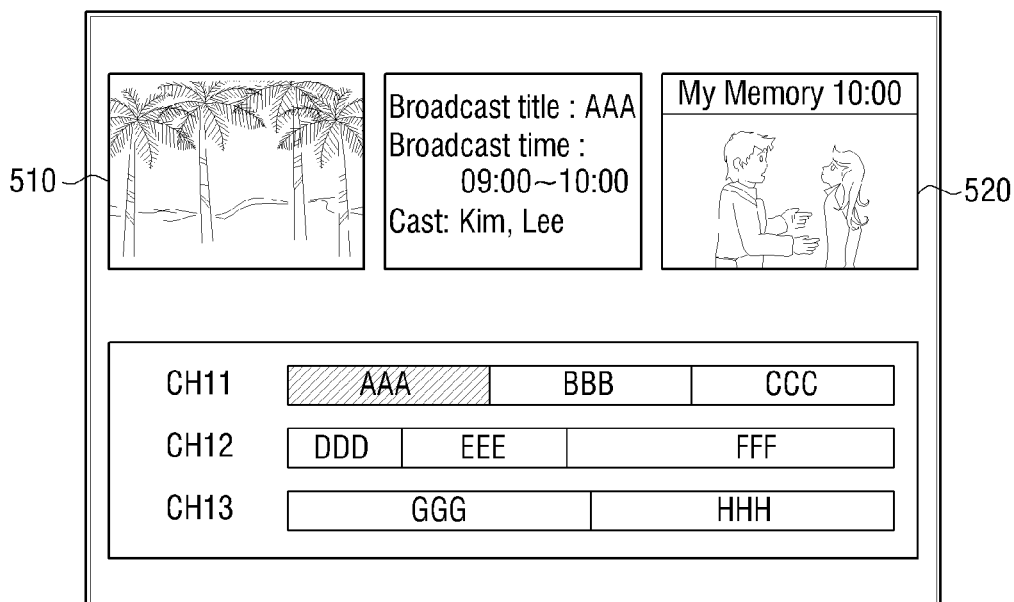 510
Broadcast title : AAA
Broadcast time :
09:00~10:00
Cast: Kim, Lee
My Memory 10:00
520
CH11 AAA BBB CCC
CH12 DDD EEE FFF
CH13 GGG HHH